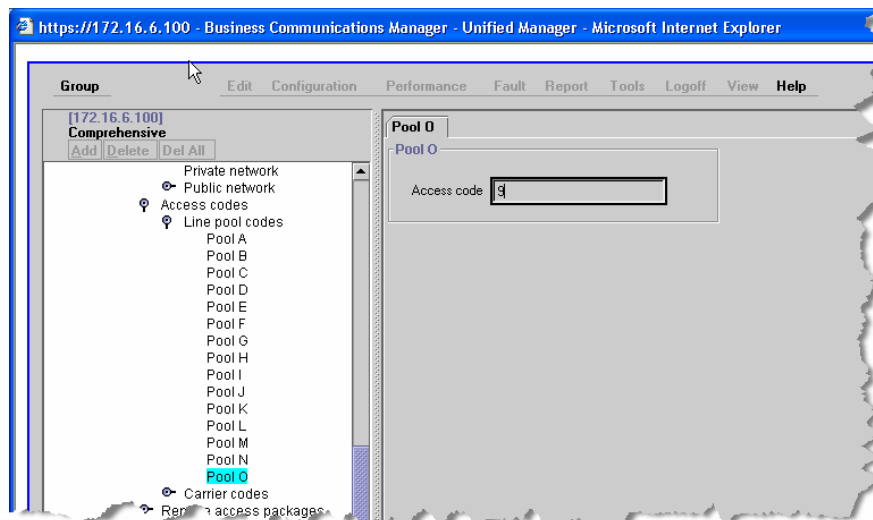 https://172.16.6.100 - Business Communications Manager - Unified Manager - Microsoft Internet Explorer
Group Edit Configuration Performance Fault Report Tools Logoff View Help
[172.16.6.100]
Comprehensive
Add Delete Del All
Private network
Public network
Access codes
Line pool codes
Pool A
Pool B
Pool C
Pool D
Pool E
Pool F
Pool G
Pool H
Pool I
Pool J
Pool K
Pool L
Pool M
Pool N
Pool O
Carrier codes
access packages
Pool O
Pool O
Access code 9